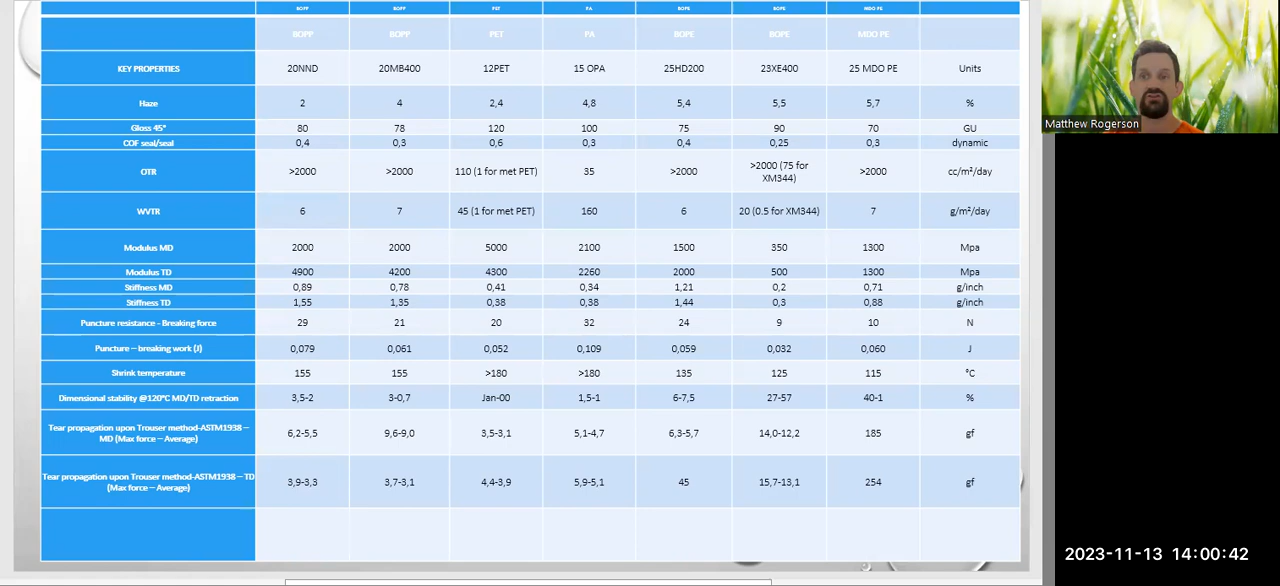 BOPP BOPP PET PA BOPE BOPE MDO PE
BOPP BOPP PET PA BOPE BOPE MDO PE
KEY PROPERTIES 20NND 20MB400 12PET 15 OPA 25HD200 23XE400 25 MDO PE Units
Haze 2 4 2,4 4,8 5,4 5,5 5,7 %
Gloss 45° 80 78 120 100 75 90 70 GU
COF seal/seal 0,4 0,3 0,6 0,3 0,4 0,25 0,3 dynamic
OTR >2000 >2000 110 (1 for met PET) 35 >2000 >2000 (75 for XM344) >2000 cc/m²/day
WVTR 6 7 45 (1 for met PET) 160 6 20 (0.5 for XM344) 7 g/m²/day
Modulus MD 2000 2000 5000 2100 1500 350 1300 Mpa
Modulus TD 4900 4200 4300 2260 2000 500 1300 Mpa
Stiffness MD 0,89 0,78 0,41 0,34 1,21 0,2 0,71 g/inch
Stiffness TD 1,55 1,35 0,38 0,38 1,44 0,3 0,88 g/inch
Puncture resistance - Breaking force 29 21 20 32 24 9 10 N
Puncture – breaking work (J) 0,079 0,061 0,052 0,109 0,059 0,032 0,060 J
Shrink temperature 155 155 >180 >180 135 125 115 °C
Dimensional stability @120°C MD/TD retraction 3,5-2 3-0,7 Jan-00 1,5-1 6-7,5 27-57 40-1 %
Tear propagation upon Trouser method-ASTM1938 –
MD (Max force – Average) 6,2-5,5 9,6-9,0 3,5-3,1 5,1-4,7 6,3-5,7 14,0-12,2 185 gf
Tear propagation upon Trouser method-ASTM1938 – TD
(Max force – Average) 3,9-3,3 3,7-3,1 4,4-3,9 5,9-5,1 45 15,7-13,1 254 gf
Matthew Rogerson
2023-11-13 14:00:42